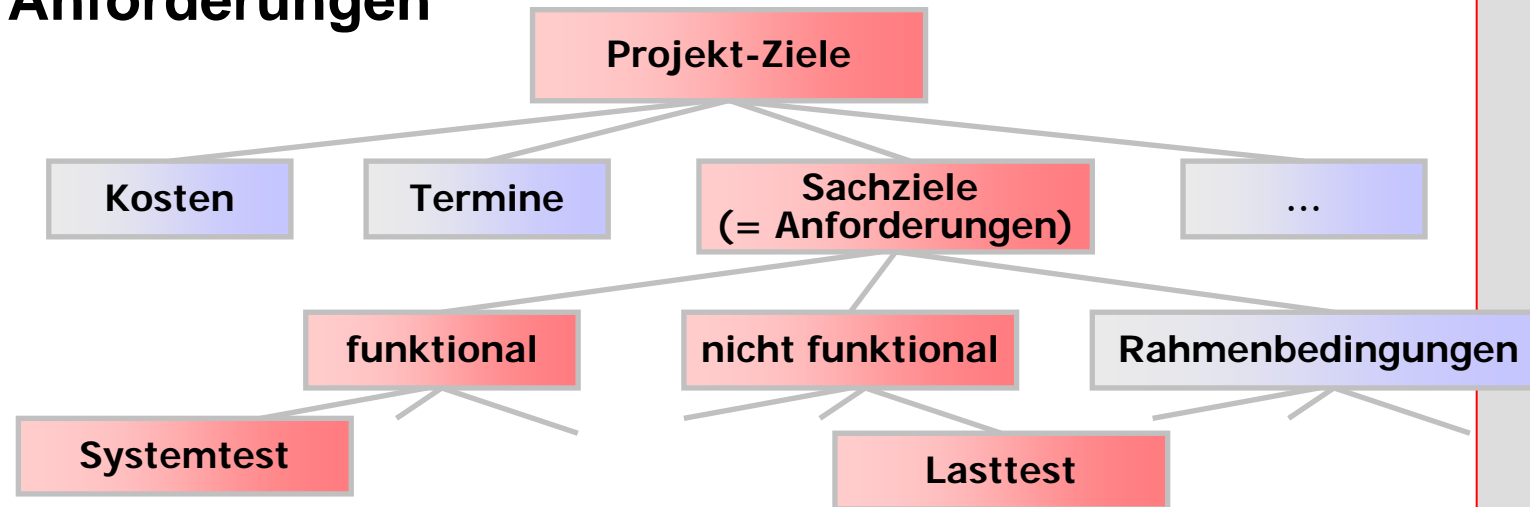 Anforderungen
Projekt-Ziele
Kosten
Termine
Sachziele
(= Anforderungen)
...
funktional
nicht funktional
Rahmenbedingungen
Systemtest
Lasttest